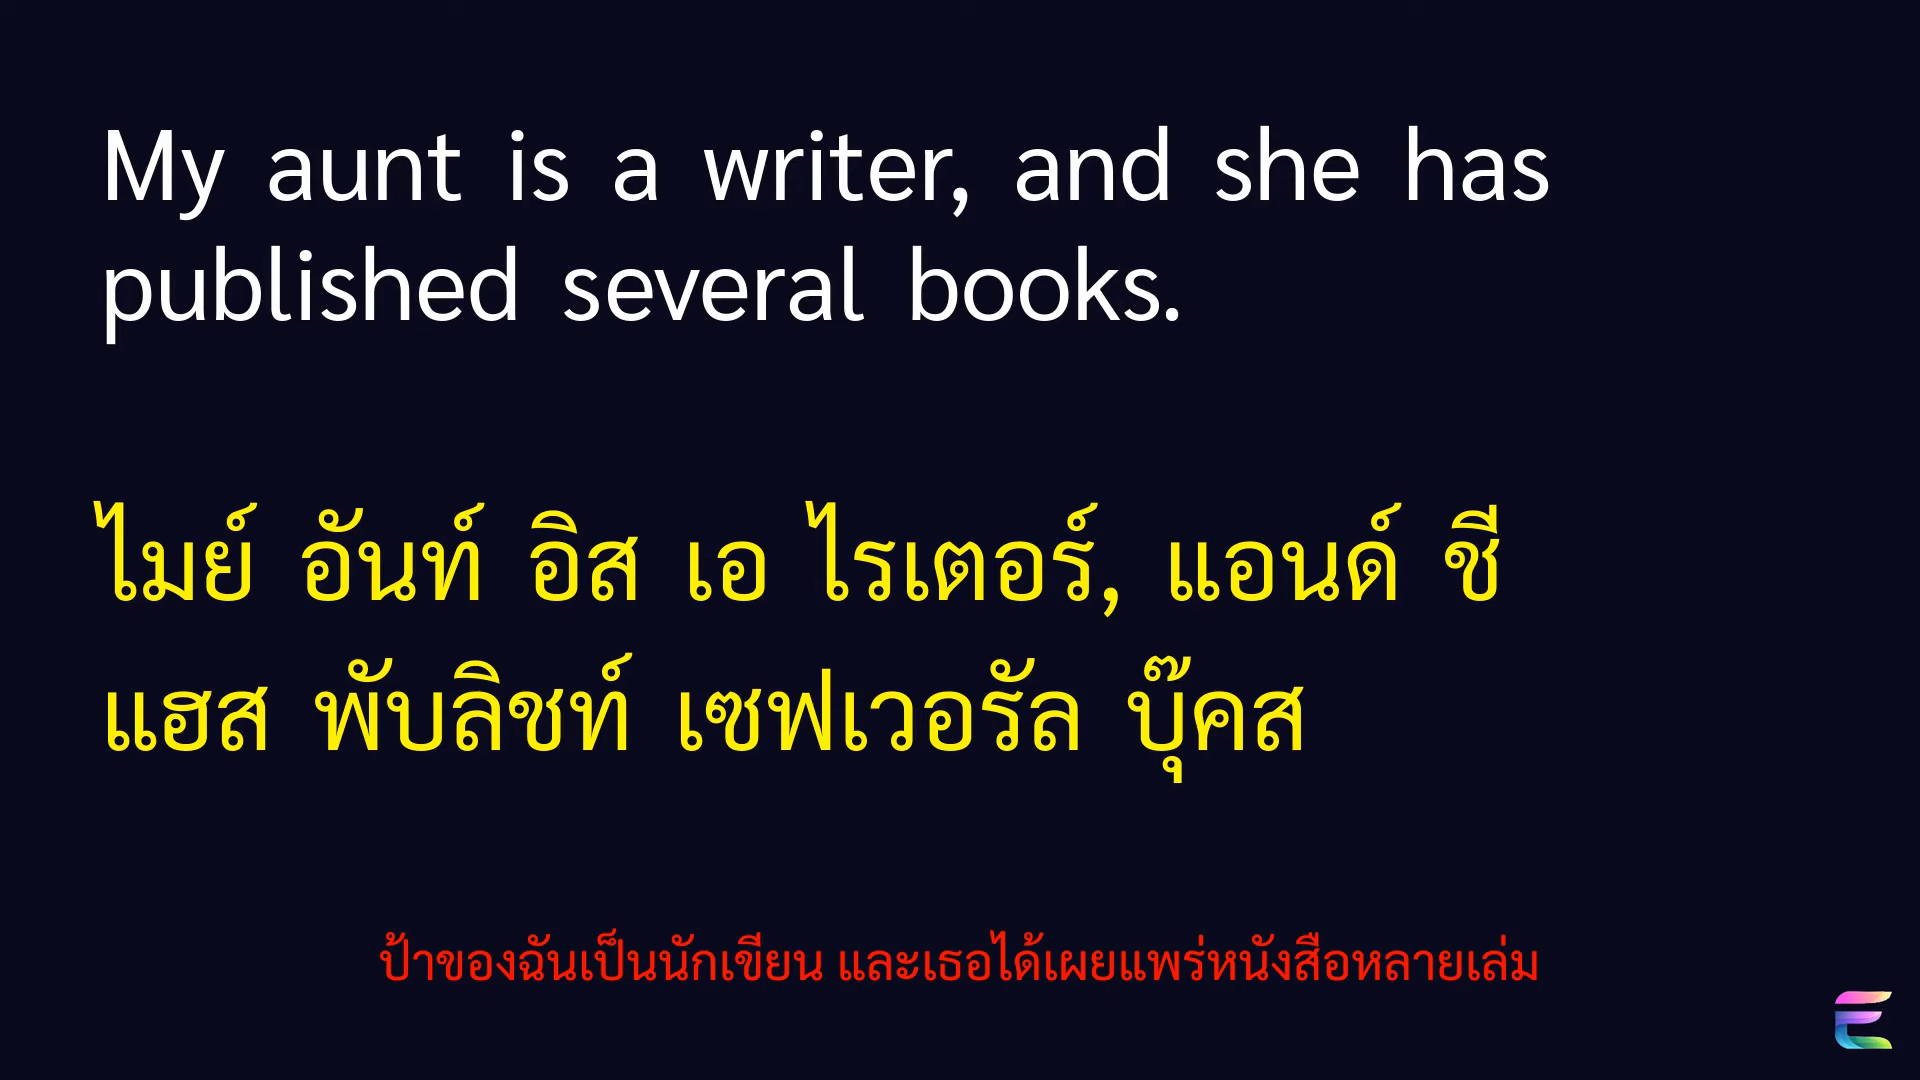 My aunt is a writer, and she has
published several books.
ไมย์ อันท์ อิส เอ ไรเตอร์, แอนด์ ชี
แฮส พับลิชท์ เซฟเวอรัล บุ๊คส
ป้าของฉันเป็นนักเขียน และเธอได้เผยแพร่หนังสือหลายเล่ม